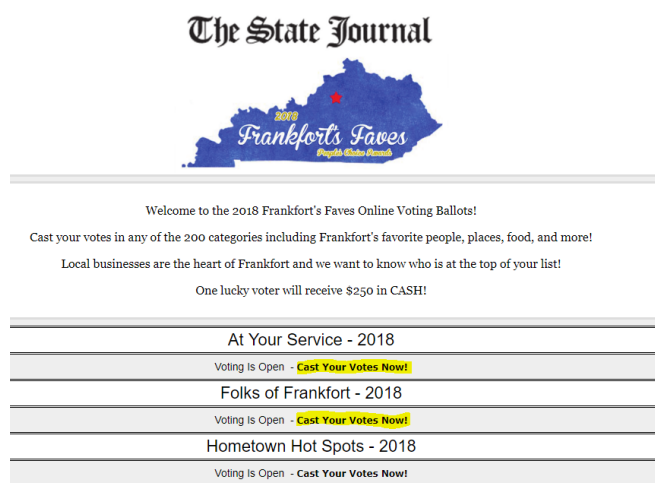 The State Journal
2018
Frankfort's Faves
People's Choice Awards
Welcome to the 2018 Frankfort's Faves Online Voting Ballots!
Cast your votes in any of the 200 categories including Frankfort's favorite people, places, food, and more!
Local businesses are the heart of Frankfort and we want to know who is at the top of your list!
One lucky voter will receive $250 in CASH!
At Your Service - 2018
Voting Is Open - Cast Your Votes Now!
Folks of Frankfort - 2018
Voting Is Open - Cast Your Votes Now!
Hometown Hot Spots - 2018
Voting Is Open - Cast Your Votes Now!